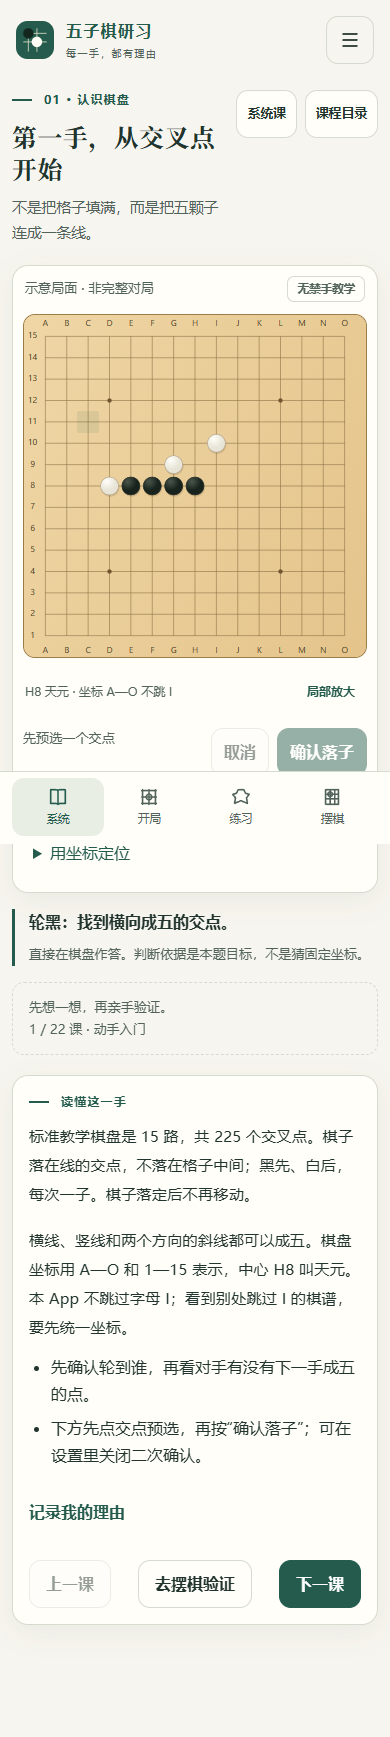 五子棋研习
每一手，都有理由
01 · 认识棋盘
系统课
课程目录
第一手，从交叉点
开始
不是把格子填满，而是把五颗子
连成一条线。
示意局面 · 非完整对局
无禁手教学
A B C D E F G H I J K L M N O
15
14
13
12
11
10
9
8
7
6
5
4
3
2
1
A B C D E F G H I J K L M N O
H8 天元 · 坐标 A—O 不跳 I
局部放大
先预选一个交点
取消
确认落子
系统
开局
练习
摆棋
用坐标定位
轮黑：找到横向成五的交点。
直接在棋盘作答。判断依据是本题目标，不是猜固定坐标。
先想一想，再亲手验证。
1 / 22 课 · 动手入门
读懂这一手
标准教学棋盘是 15 路，共 225 个交叉点。棋子
落在线的交点，不落在格子中间；黑先、白后，
每次一子。棋子落定后不再移动。
横线、竖线和两个方向的斜线都可以成五。棋盘
坐标用 A—O 和 1—15 表示，中心 H8 叫天元。
本 App 不跳过字母 I；看到别处跳过 I 的棋谱，
要先统一坐标。
• 先确认轮到谁，再看对手有没有下一手成五
的点。
• 下方先点交点预选，再按“确认落子”；可在
设置里关闭二次确认。
记录我的理由
上一课
去摆棋验证
下一课